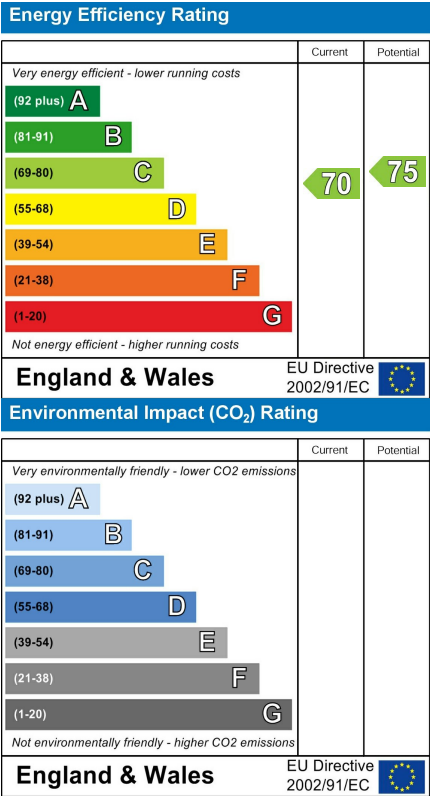 Energy Efficiency Rating
Current Potential
Very energy efficient - lower running costs
(92 plus) A
(81-91) B
(69-80) C
(55-68) D
(39-54) E
(21-38) F
(1-20) G
70 75
Not energy efficient - higher running costs
England & Wales
EU Directive
2002/91/EC
Environmental Impact (CO₂) Rating
Current Potential
Very environmentally friendly - lower CO2 emissions
(92 plus) A
(81-91) B
(69-80) C
(55-68) D
(39-54) E
(21-38) F
(1-20) G
Not environmentally friendly - higher CO2 emissions
England & Wales
EU Directive
2002/91/EC